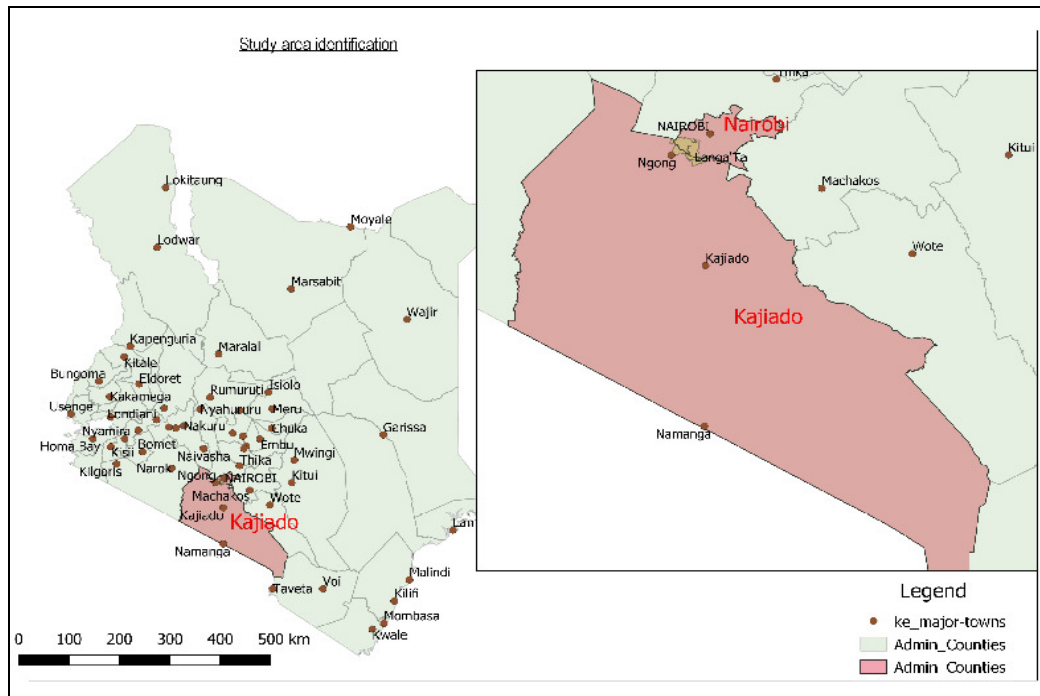 Study area identification
Lokitaung
Moyale
Lodwar
Marsabit
Wajir
Kapenguria
Maralal
Kitale
Bungoma
Eldoret
Rumuruti
Isiolo
Kakamega
Usenge
Londiani
Nyahururu
Meru
Nyamira
Nakuru
Chuka
Garissa
Homa Bay
Kisii
Bomet
Embu
Naivasha
Mwingi
Kilgoris
Narok
Thika
Ngong
NAIROBI
Kitui
Machakos
Wote
Kajiado
Kajiado
Lam
Namanga
Malindi
Taveta
Voi
Kilifi
Mombasa
Kwale
0 100 200 300 400 500 km
Thika
NAIROBI
Nairobi
Ngong
Langa'Ta
Kitui
Machakos
Wote
Kajiado
Kajiado
Namanga
Legend
ke_major-towns
Admin_Counties
Admin_Counties